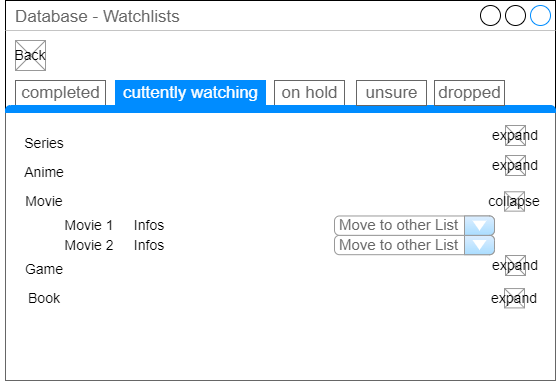 Database - Watchlists
Back
completed cuttently watching on hold unsure dropped
Series expand
Anime expand
Movie collapse
Movie 1 Infos Move to other List
Movie 2 Infos Move to other List
Game expand
Book expand